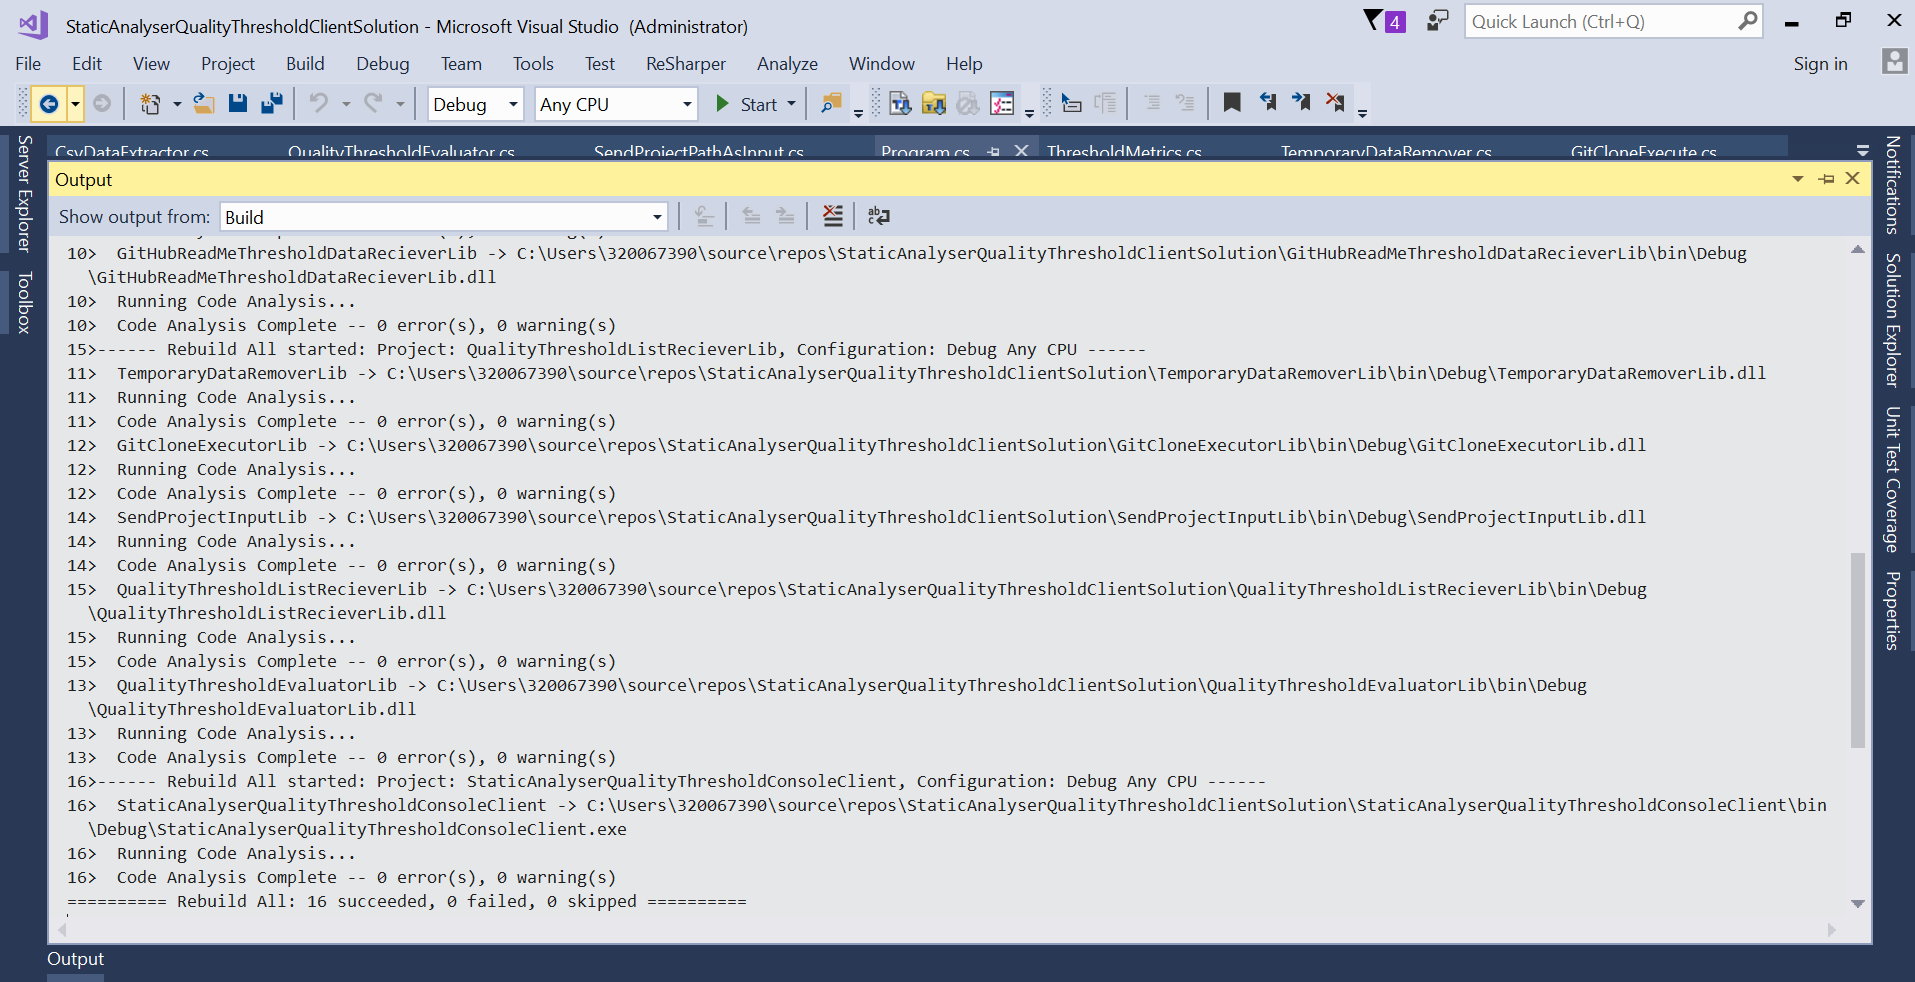 StaticAnalyserQualityThresholdClientSolution - Microsoft Visual Studio  (Administrator)
4
Quick Launch (Ctrl+Q)
File Edit View Project Build Debug Team Tools Test ReSharper Analyze Window Help
Sign in
Debug Any CPU Start
Server Explorer
Toolbox
CsvDataExtractor.cs QualityThresholdEvaluator.cs SendProjectPathAsInput.cs Program.cs ThresholdMetrics.cs TemporaryDataRemover.cs GitCloneExecute.cs
Output
Show output from: Build
10>  GitHubReadMeThresholdDataRecieverLib -> C:\Users\320067390\source\repos\StaticAnalyserQualityThresholdClientSolution\GitHubReadMeThresholdDataRecieverLib\bin\Debug
\GitHubReadMeThresholdDataRecieverLib.dll
10>  Running Code Analysis...
10>  Code Analysis Complete -- 0 error(s), 0 warning(s)
15>------ Rebuild All started: Project: QualityThresholdListRecieverLib, Configuration: Debug Any CPU ------
11>  TemporaryDataRemoverLib -> C:\Users\320067390\source\repos\StaticAnalyserQualityThresholdClientSolution\TemporaryDataRemoverLib\bin\Debug\TemporaryDataRemoverLib.dll
11>  Running Code Analysis...
11>  Code Analysis Complete -- 0 error(s), 0 warning(s)
12>  GitCloneExecutorLib -> C:\Users\320067390\source\repos\StaticAnalyserQualityThresholdClientSolution\GitCloneExecutorLib\bin\Debug\GitCloneExecutorLib.dll
12>  Running Code Analysis...
12>  Code Analysis Complete -- 0 error(s), 0 warning(s)
14>  SendProjectInputLib -> C:\Users\320067390\source\repos\StaticAnalyserQualityThresholdClientSolution\SendProjectInputLib\bin\Debug\SendProjectInputLib.dll
14>  Running Code Analysis...
14>  Code Analysis Complete -- 0 error(s), 0 warning(s)
15>  QualityThresholdListRecieverLib -> C:\Users\320067390\source\repos\StaticAnalyserQualityThresholdClientSolution\QualityThresholdListRecieverLib\bin\Debug
\QualityThresholdListRecieverLib.dll
15>  Running Code Analysis...
15>  Code Analysis Complete -- 0 error(s), 0 warning(s)
13>  QualityThresholdEvaluatorLib -> C:\Users\320067390\source\repos\StaticAnalyserQualityThresholdClientSolution\QualityThresholdEvaluatorLib\bin\Debug
\QualityThresholdEvaluatorLib.dll
13>  Running Code Analysis...
13>  Code Analysis Complete -- 0 error(s), 0 warning(s)
16>------ Rebuild All started: Project: StaticAnalyserQualityThresholdConsoleClient, Configuration: Debug Any CPU ------
16>  StaticAnalyserQualityThresholdConsoleClient -> C:\Users\320067390\source\repos\StaticAnalyserQualityThresholdClientSolution\StaticAnalyserQualityThresholdConsoleClient\bin
\Debug\StaticAnalyserQualityThresholdConsoleClient.exe
16>  Running Code Analysis...
16>  Code Analysis Complete -- 0 error(s), 0 warning(s)
========== Rebuild All: 16 succeeded, 0 failed, 0 skipped ==========
Output
Notifications
Solution Explorer
Unit Test Coverage
Properties